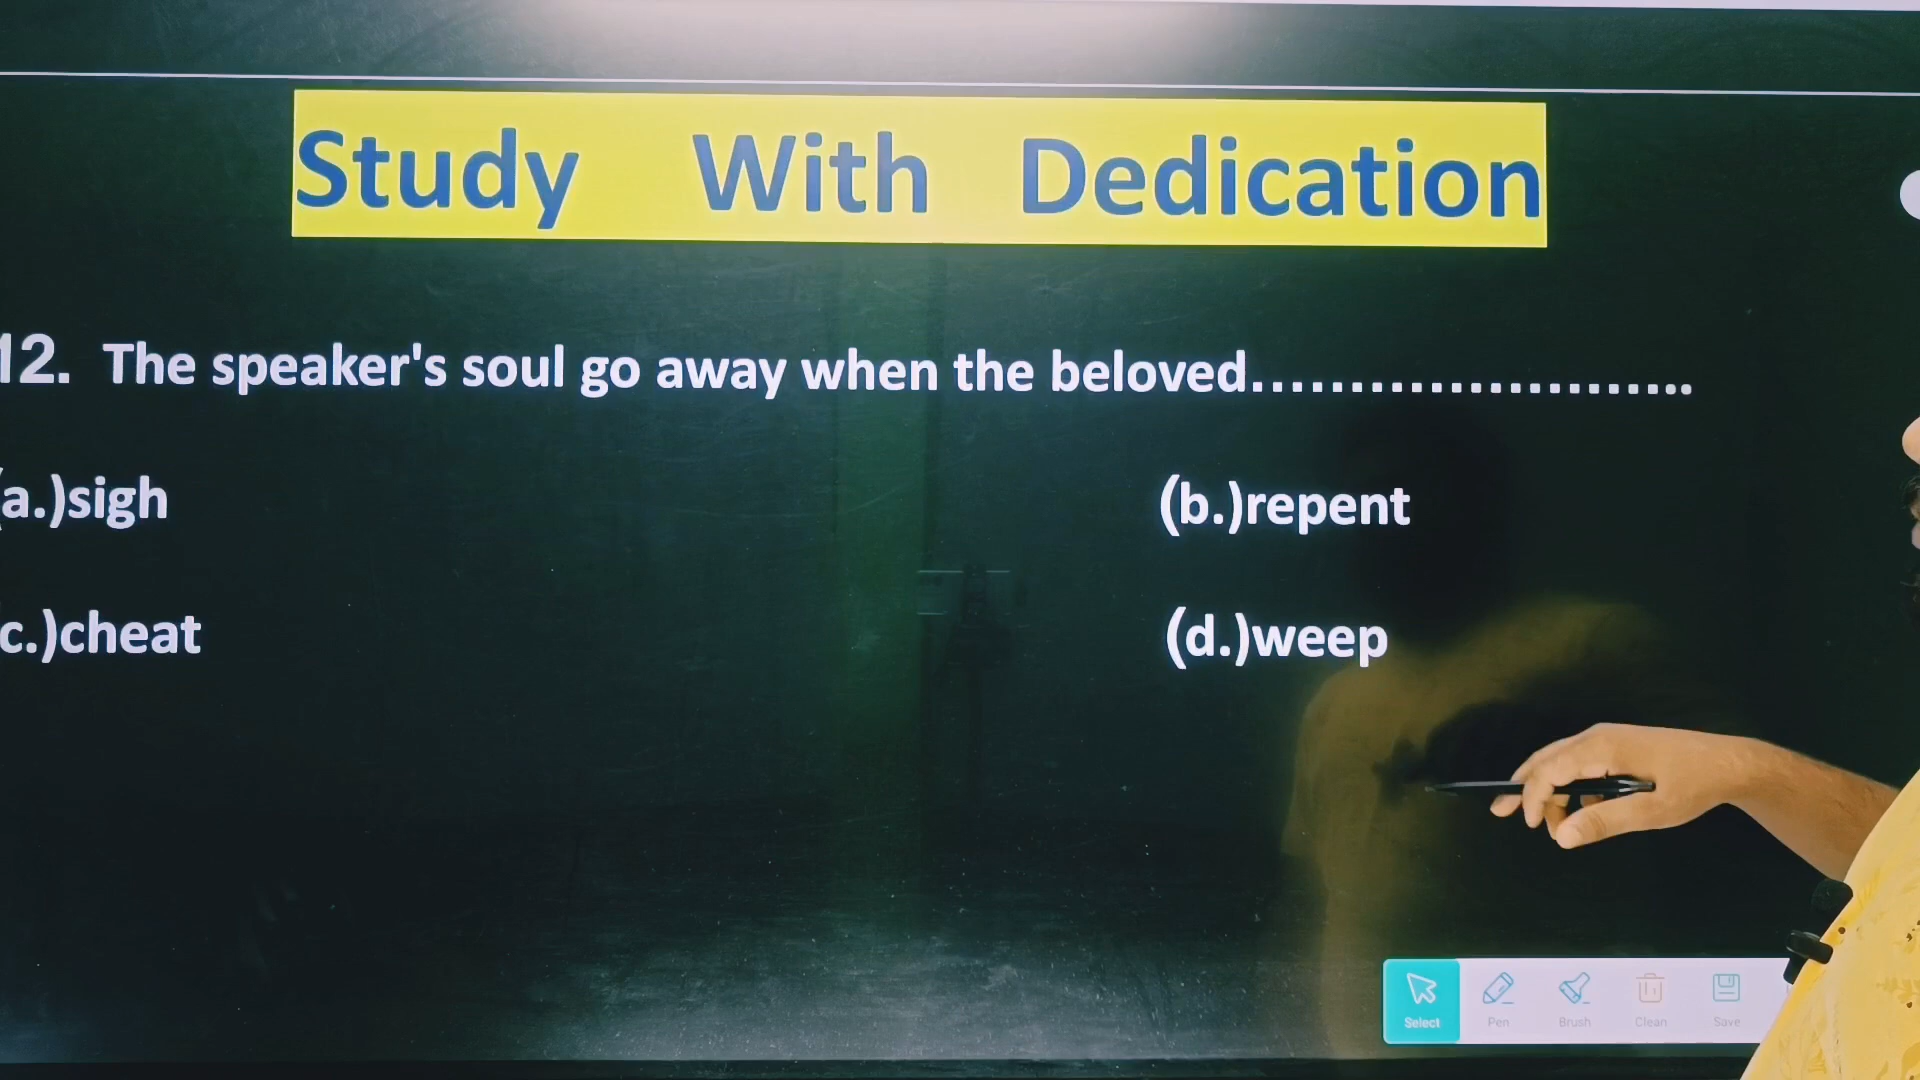 Study With Dedication
12. The speaker's soul go away when the beloved.......................
(a.)sigh (b.)repent
c.)cheat (d.)weep
Select Pen Brush Clean Save